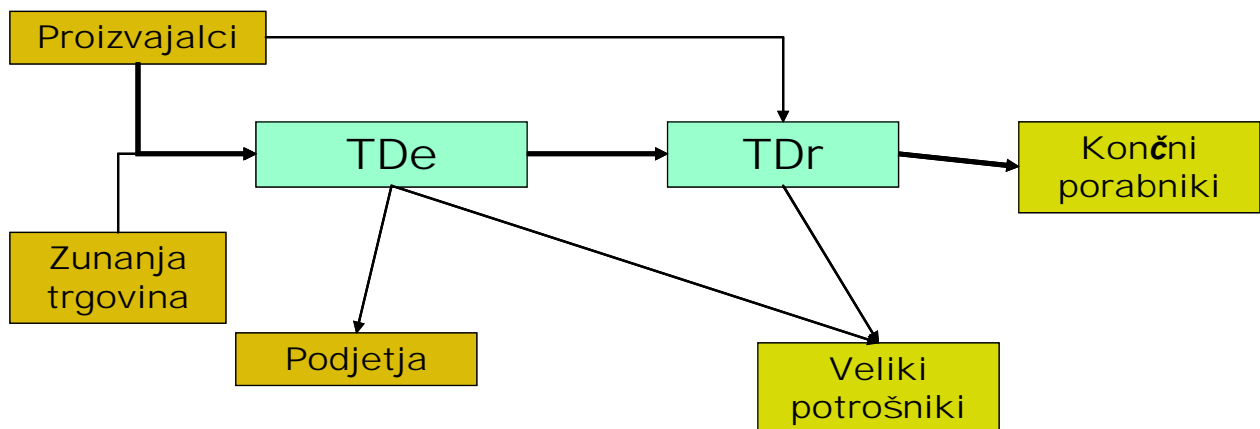 Proizvajalci
TDe
TDr
Končni
porabniki
Zunanja
trgovina
Podjetja
Veliki
potrošniki